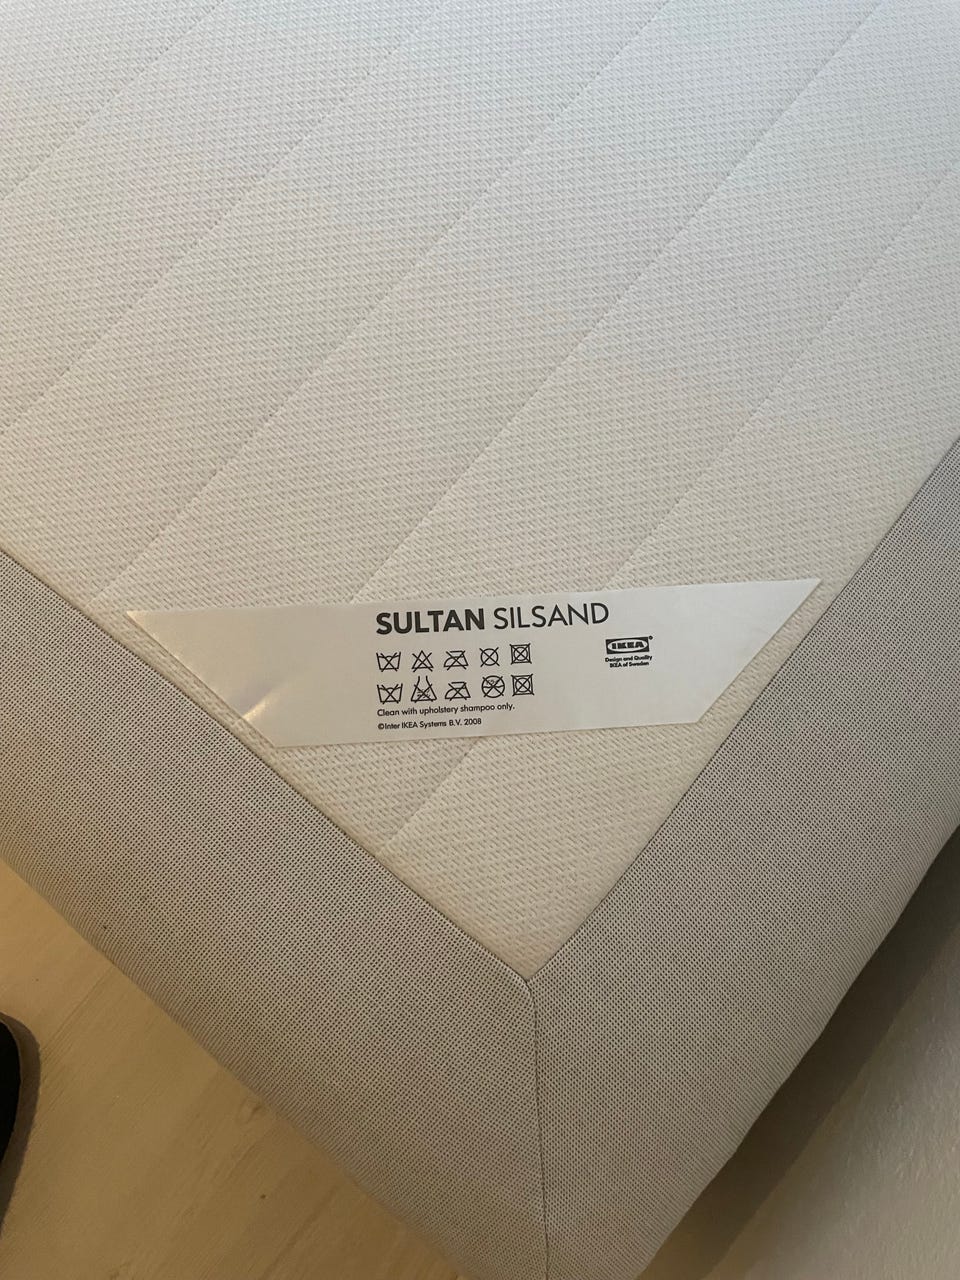 SULTAN SILSAND
IKEA®
Design and Quality
IKEA of Sweden
Clean with upholstery shampoo only.
©Inter IKEA Systems B.V. 2008